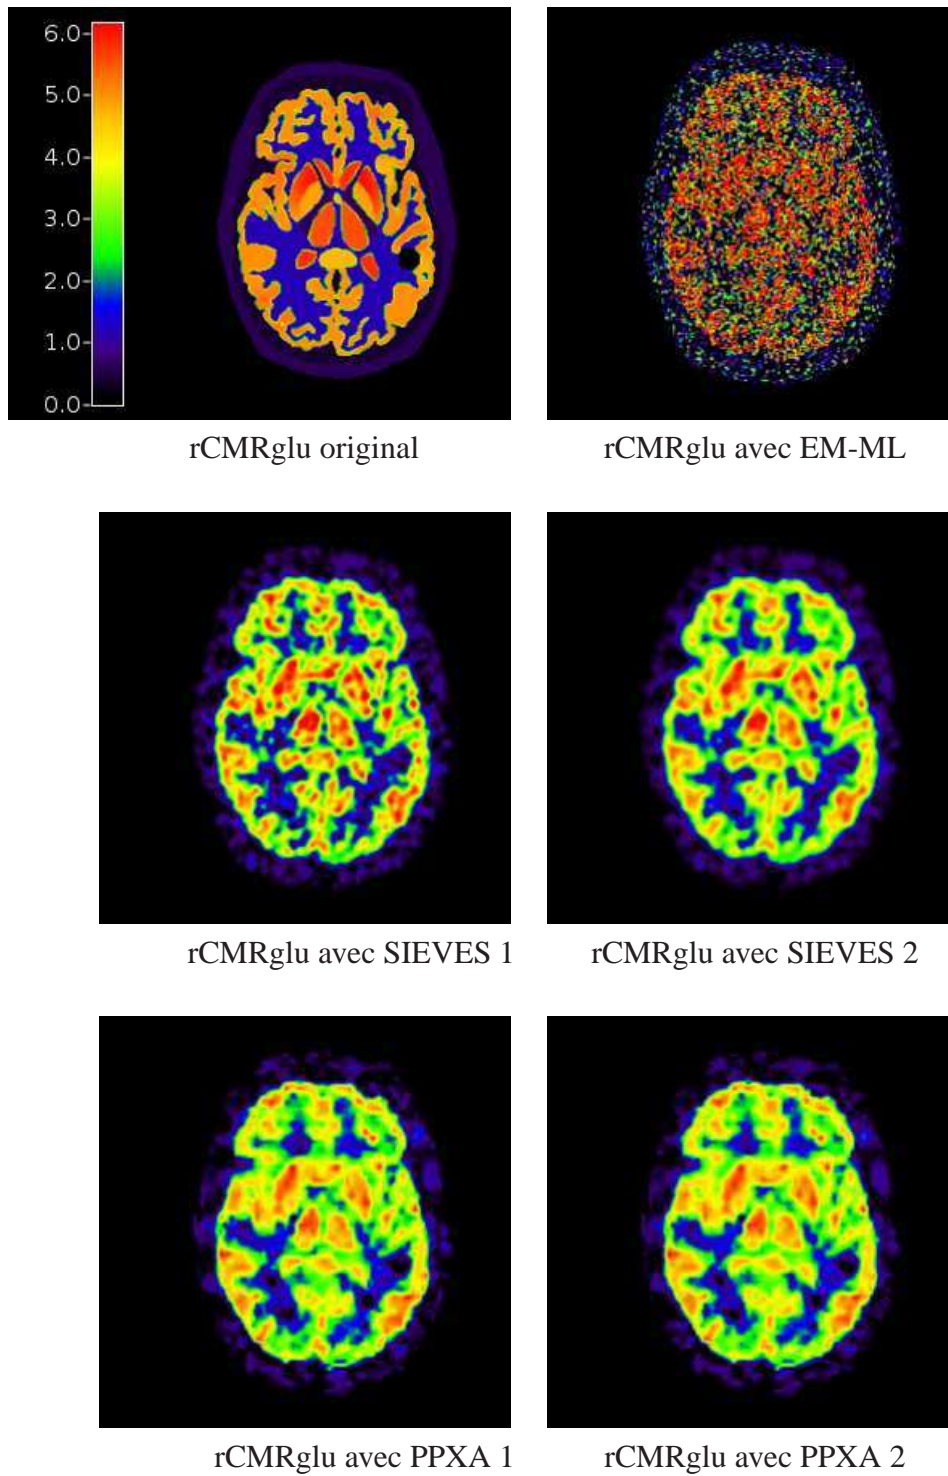 6.0
5.0
4.0
3.0
2.0
1.0
0.0
rCMRglu original
rCMRglu avec EM-ML
rCMRglu avec SIEVES 1
rCMRglu avec SIEVES 2
rCMRglu avec PPXA 1
rCMRglu avec PPXA 2